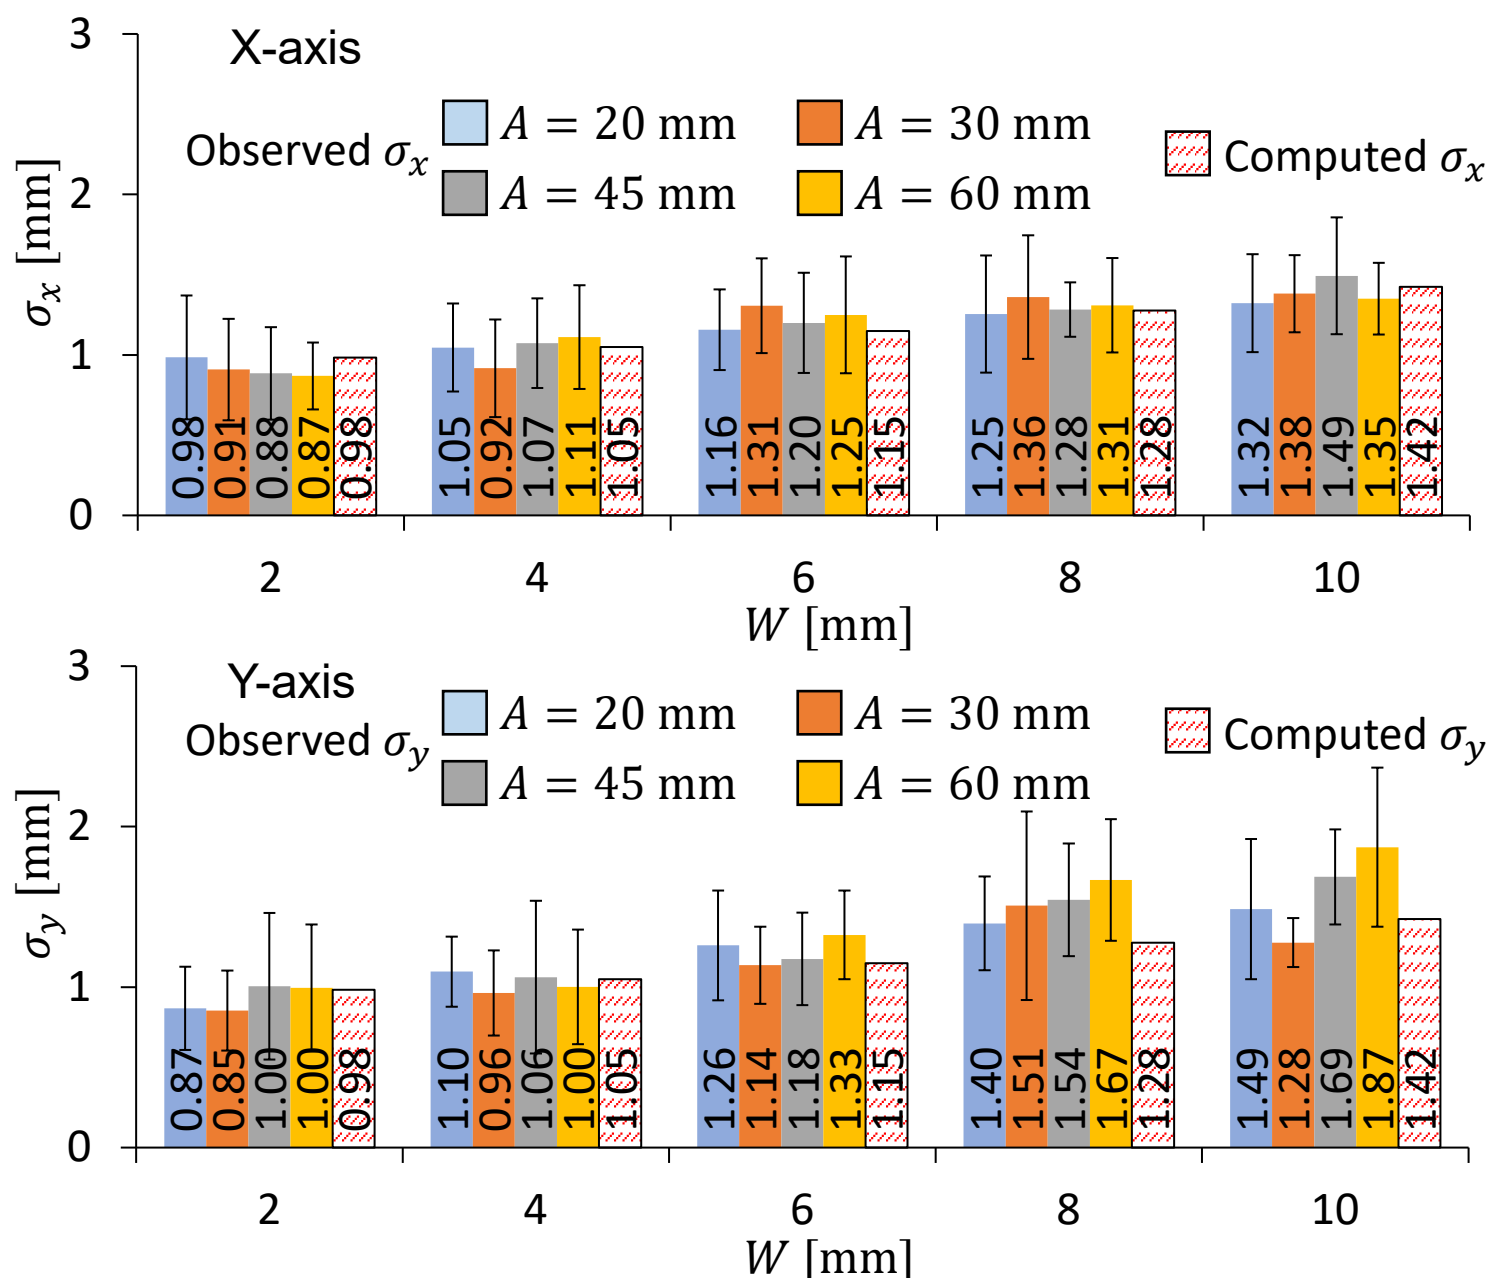 3
X-axis
A = 20 mm
A = 30 mm
Observed σx
Computed σx
A = 45 mm
A = 60 mm
2
σx [mm]
1
0
0.98 0.91 0.88 0.87 0.98
1.05 0.92 1.07 1.11 1.05
1.16 1.31 1.20 1.25 1.15
1.25 1.36 1.28 1.31 1.28
1.32 1.38 1.49 1.35 1.42
2 4 6 8 10
W [mm]
3
Y-axis
A = 20 mm
A = 30 mm
Observed σy
Computed σy
A = 45 mm
A = 60 mm
2
σy [mm]
1
0
0.87 0.85 1.00 1.00 0.98
1.10 0.96 1.06 1.00 1.05
1.26 1.14 1.18 1.33 1.15
1.40 1.51 1.54 1.67 1.28
1.49 1.28 1.69 1.87 1.42
2 4 6 8 10
W [mm]